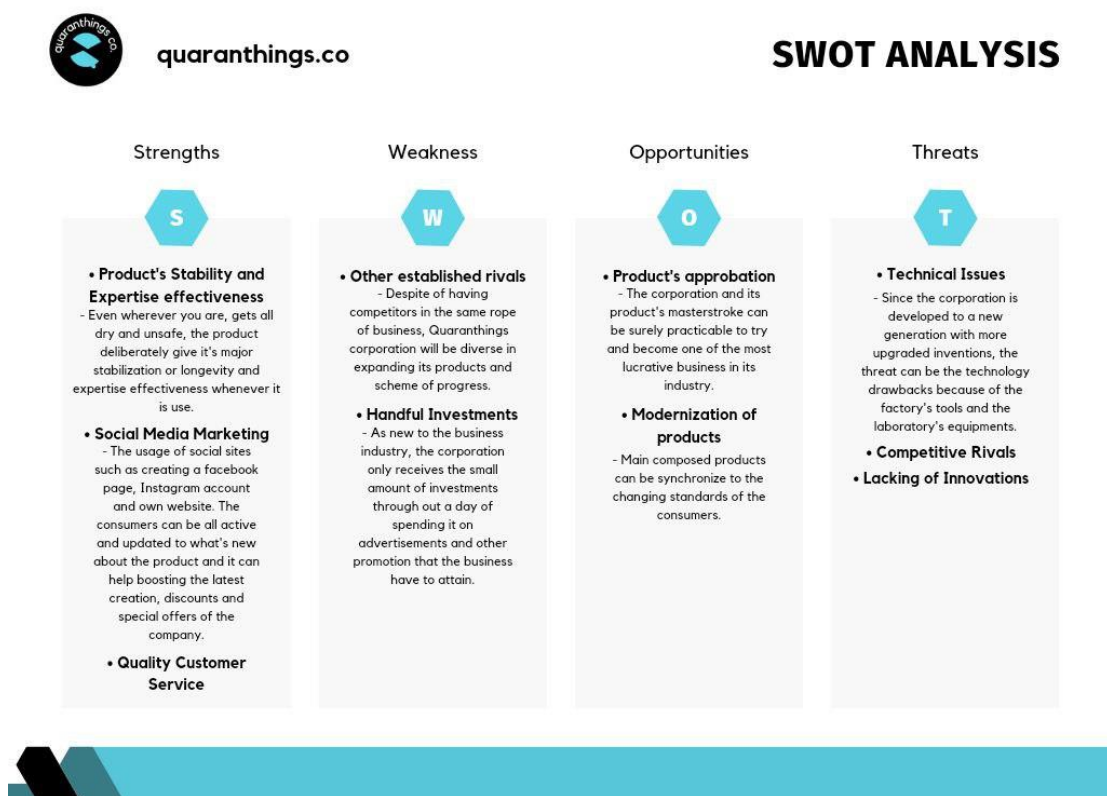 quaranthings co.
quaranthings.co
SWOT ANALYSIS
Strengths
S
• Product's Stability and
Expertise effectiveness
- Even wherever you are, gets all
dry and unsafe, the product
deliberately give it's major
stabilization or longevity and
expertise effectiveness whenever it
is use.
• Social Media Marketing
- The usage of social sites
such as creating a facebook
page, Instagram account
and own website. The
consumers can be all active
and updated to what's new
about the product and it can
help boosting the latest
creation, discounts and
special offers of the
company.
• Quality Customer
Service
Weakness
W
• Other established rivals
- Despite of having
competitors in the same rope
of business, Quaranthings
corporation will be diverse in
expanding its products and
scheme of progress.
• Handful Investments
- As new to the business
industry, the corporation
only receives the small
amount of investments
through out a day of
spending it on
advertisements and other
promotion that the business
have to attain.
Opportunities
O
• Product's approbation
- The corporation and its
product's masterstroke can
be surely practicable to try
and become one of the most
lucrative business in its
industry.
• Modernization of
products
- Main composed products
can be synchronize to the
changing standards of the
consumers.
Threats
T
• Technical Issues
- Since the corporation is
developed to a new
generation with more
upgraded inventions, the
threat can be the technology
drawbacks because of the
factory's tools and the
laboratory's equipments.
• Competitive Rivals
• Lacking of Innovations